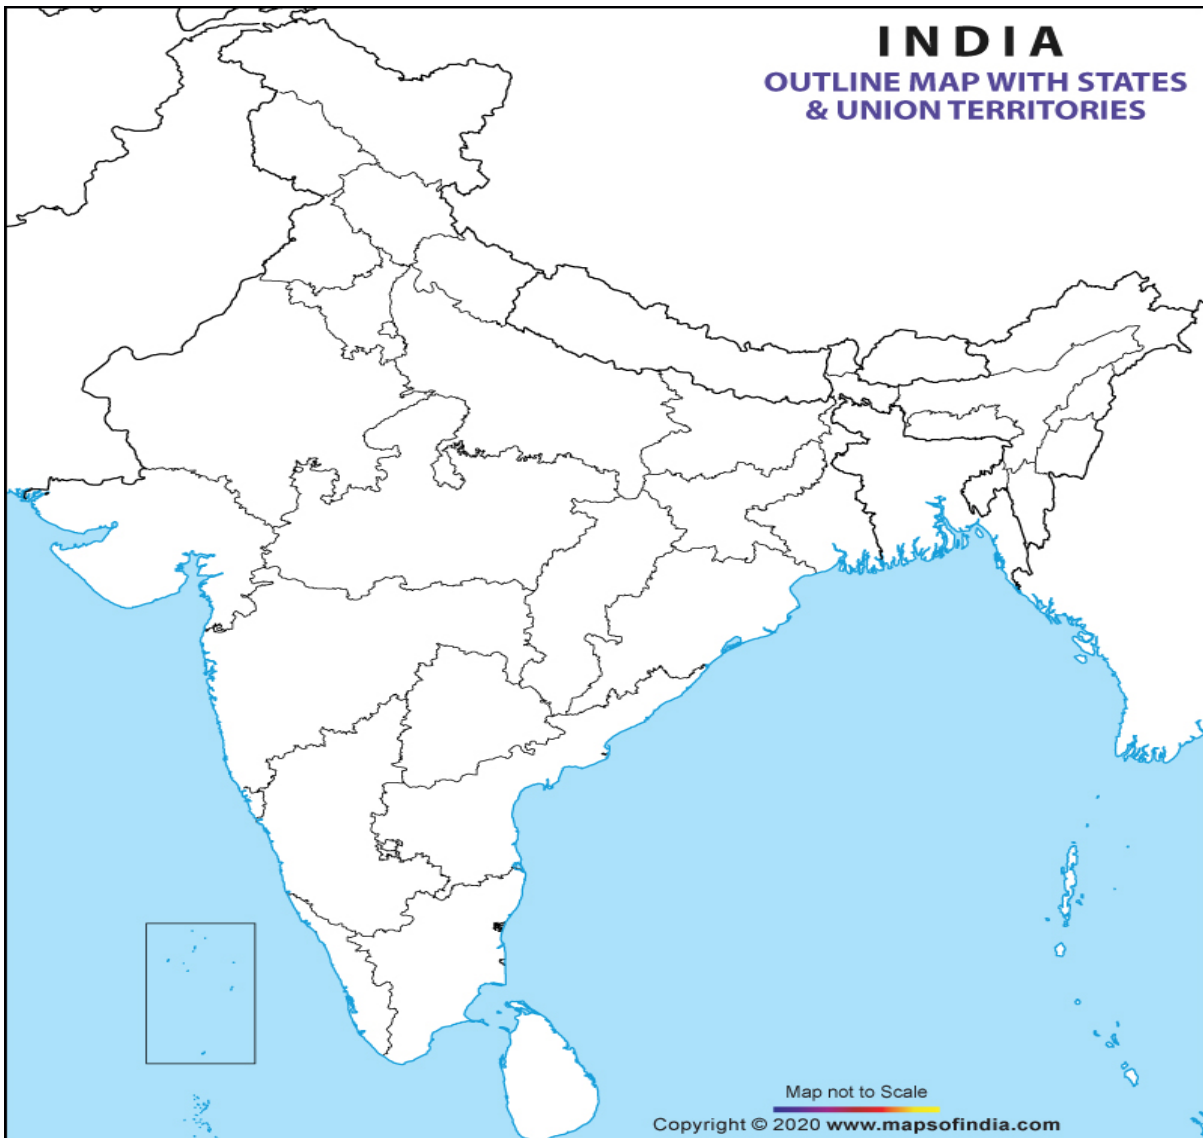 INDIA
OUTLINE MAP WITH STATES
& UNION TERRITORIES
Map not to Scale
Copyright © 2020 www.mapsofindia.com